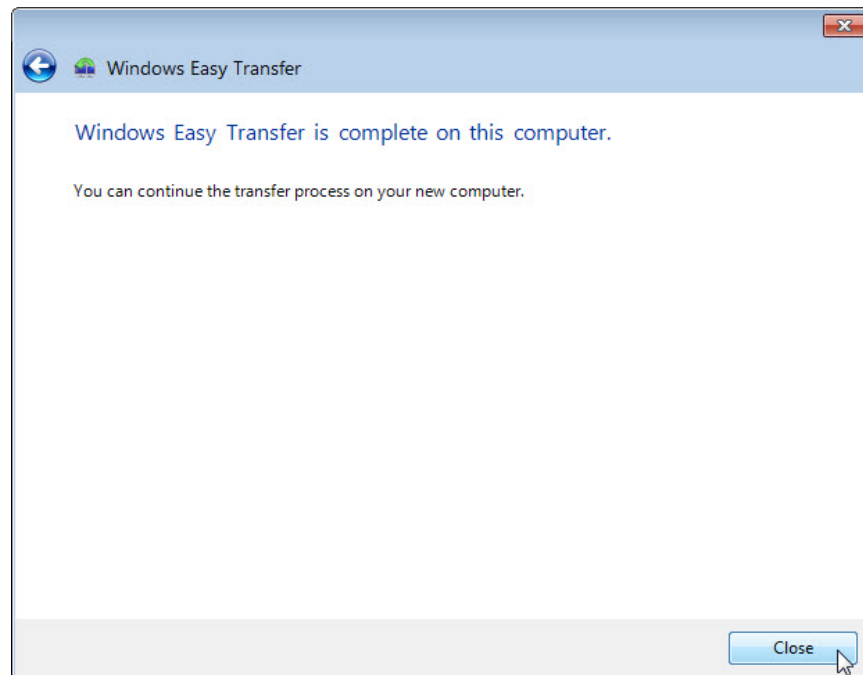 Windows Easy Transfer
Windows Easy Transfer is complete on this computer.
You can continue the transfer process on your new computer.
Close